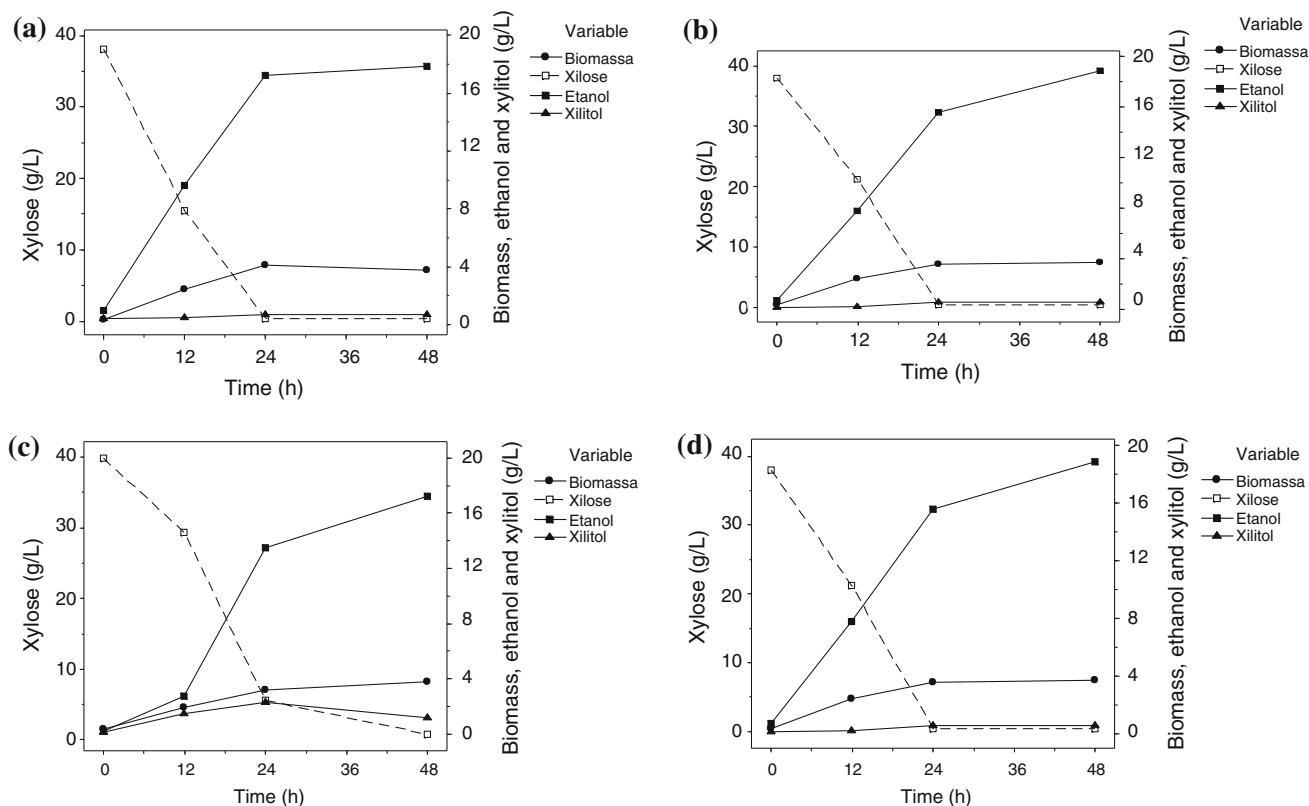 (a)
Xylose (g/L)
40
30
20
10
0
0 12 24 36 48
Time (h)
20
16
12
8
4
0
Biomass, ethanol and xylitol (g/L)
Variable
Biomassa
Xilose
Etanol
Xilitol
(b)
Xylose (g/L)
40
30
20
10
0
0 12 24 36 48
Time (h)
20
16
12
8
4
0
Biomass, ethanol and xylitol (g/L)
Variable
Biomassa
Xilose
Etanol
Xilitol
(c)
Xylose (g/L)
40
30
20
10
0
0 12 24 36 48
Time (h)
20
16
12
8
4
0
Biomass, ethanol and xylitol (g/L)
Variable
Biomassa
Xilose
Etanol
Xilitol
(d)
Xylose (g/L)
40
30
20
10
0
0 12 24 36 48
Time (h)
20
16
12
8
4
0
Biomass, ethanol and xylitol (g/L)
Variable
Biomassa
Xilose
Etanol
Xilitol